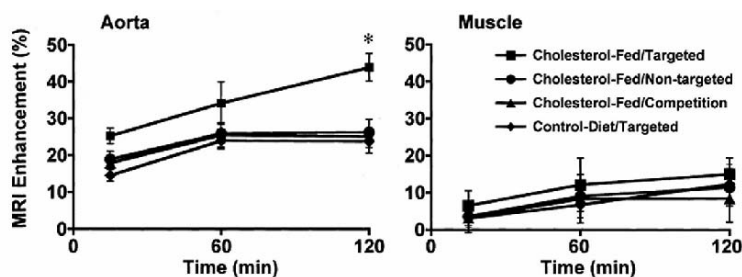 Aorta
Muscle
MRI Enhancement (%)
50
40
30
20
10
0
0
60
120
Time (min)
*
50
40
30
20
10
0
0
60
120
Time (min)
Cholesterol-Fed/Targeted
Cholesterol-Fed/Non-targeted
Cholesterol-Fed/Competition
Control-Diet/Targeted